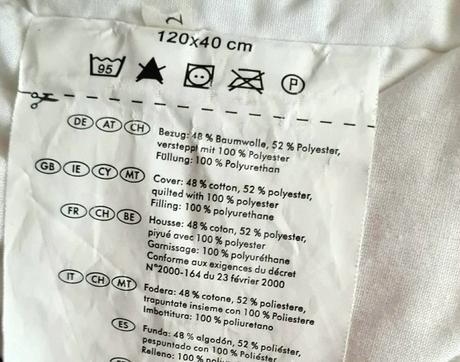 2
120x40 cm
95 P
DE AT CH Bezug: 48 % Baumwolle, 52 % Polyester,
versteppt mit 100 % Polyester
Füllung: 100 % Polyurethan
GB IE CY MT Cover: 48 % cotton, 52 % polyester,
quilted with 100 % polyester
Filling: 100 % polyurethane
FR CH BE Housse: 48 % coton, 52 % polyester,
piyué avec 100 % polyester
Garnissage: 100 % polyuréthane
Conforme aux exigences du décret
N°2000-164 du 23 février 2000
IT CH MT Fodera: 48 % cotone, 52 % poliestere,
trapuntate insieme con 100 % Poliestere
Imbottitura: 100 % poliuretano
ES Funda: 48 % algodón, 52 % poliéster,
pespuntado con 100 % Poliéster
Relleno: 100 %